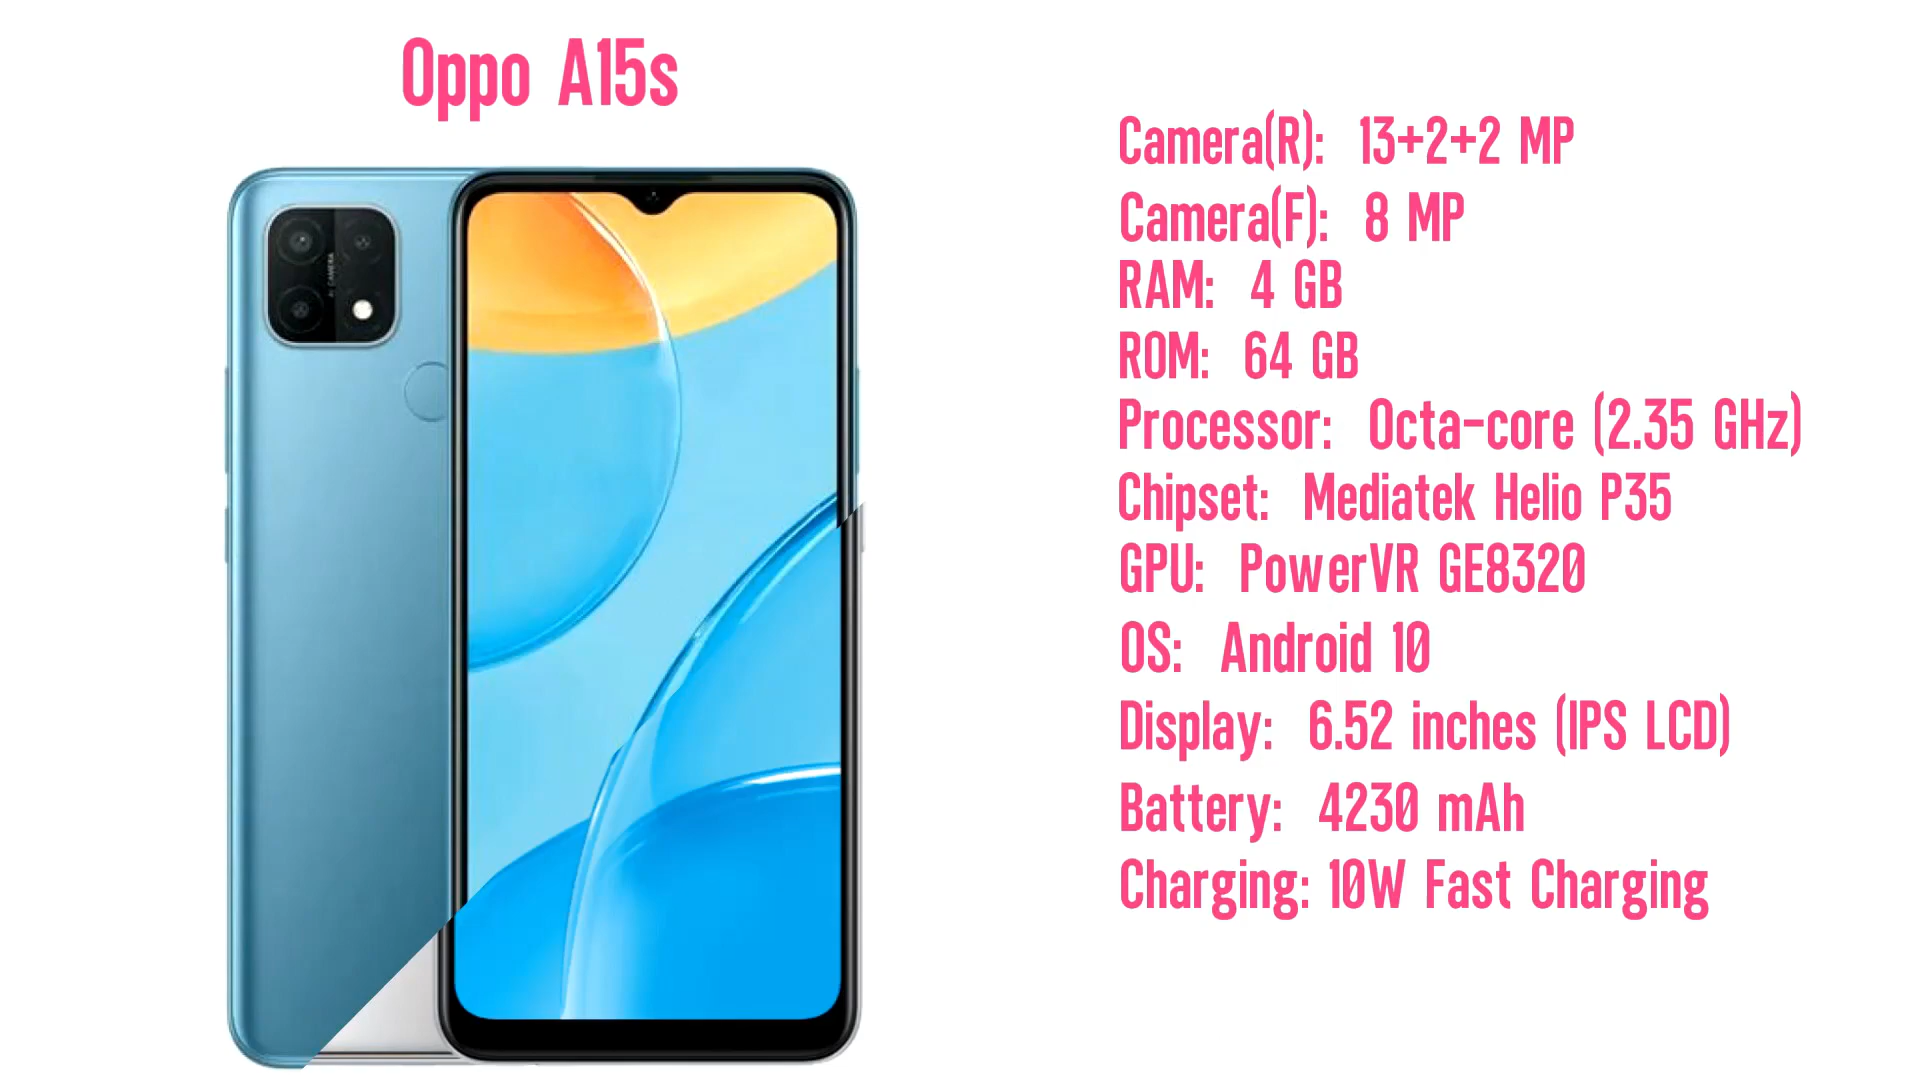 Oppo A15s
Camera(R): 13+2+2 MP
Camera(F): 8 MP
RAM: 4 GB
ROM: 64 GB
Processor: Octa-core (2.35 GHz)
Chipset: Mediatek Helio P35
GPU: PowerVR GE8320
OS: Android 10
Display: 6.52 inches (IPS LCD)
Battery: 4230 mAh
Charging: 10W Fast Charging
AI CAMERA